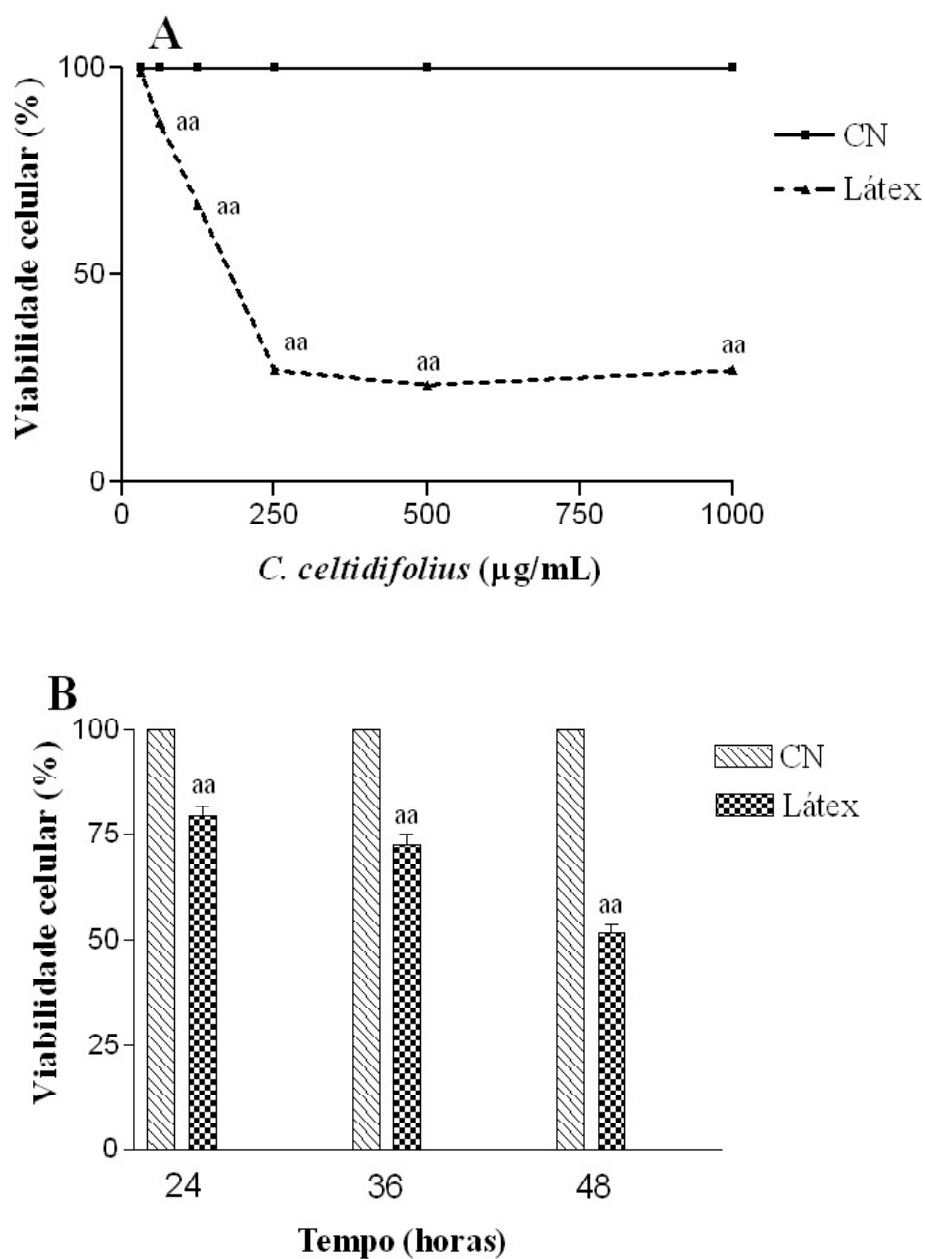 A
Viabilidade celular (%)
100
50
0
aa
aa
aa
aa
aa
CN
Látex
0 250 500 750 1000
C. celtidifolius (µg/mL)
B
Viabilidade celular (%)
100
75
50
25
0
aa
aa
aa
CN
Látex
24 36 48
Tempo (horas)